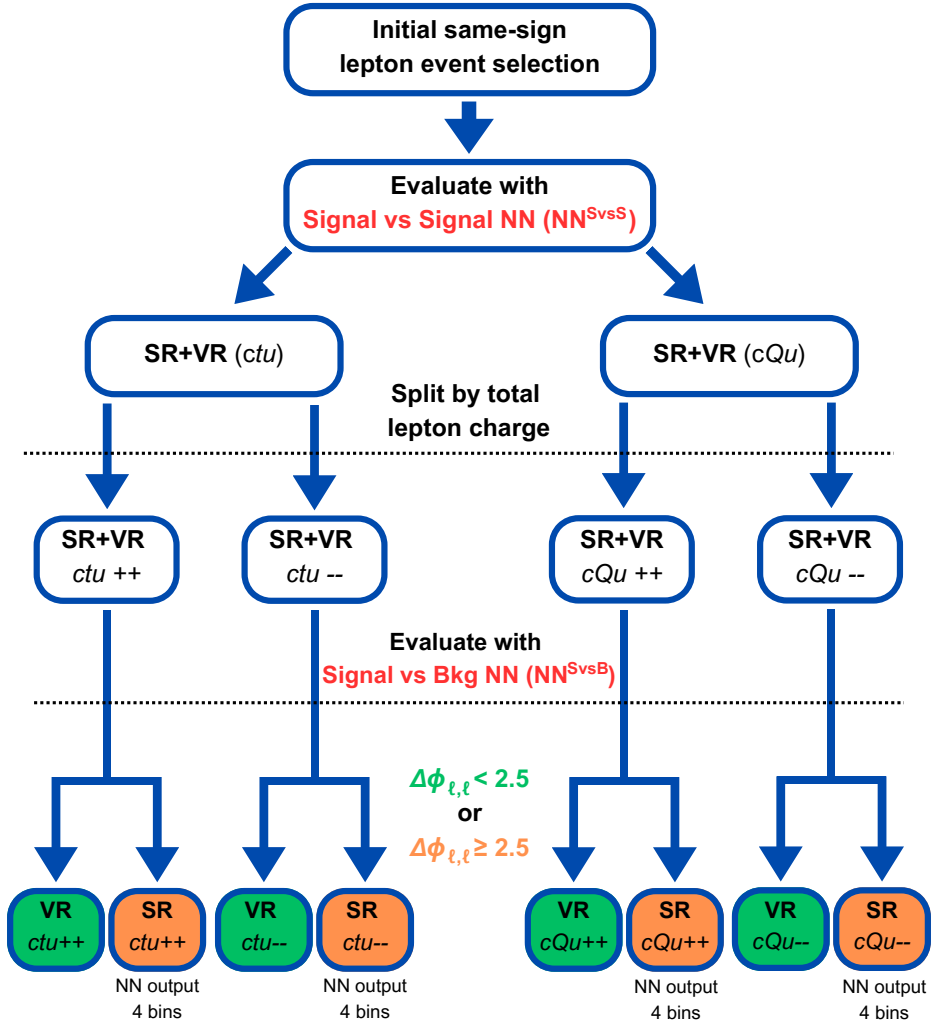 Initial same-sign
lepton event selection
Evaluate with
Signal vs Signal NN (NN^SvsS)
SR+VR (ctu)
SR+VR (cQu)
Split by total
lepton charge
SR+VR
ctu ++
SR+VR
ctu --
SR+VR
cQu ++
SR+VR
cQu --
Evaluate with
Signal vs Bkg NN (NN^SvsB)
Δϕℓ,ℓ < 2.5
or
Δϕℓ,ℓ ≥ 2.5
VR
ctu++
SR
ctu++
VR
ctu--
SR
ctu--
VR
cQu++
SR
cQu++
VR
cQu--
SR
cQu--
NN output
4 bins
NN output
4 bins
NN output
4 bins
NN output
4 bins